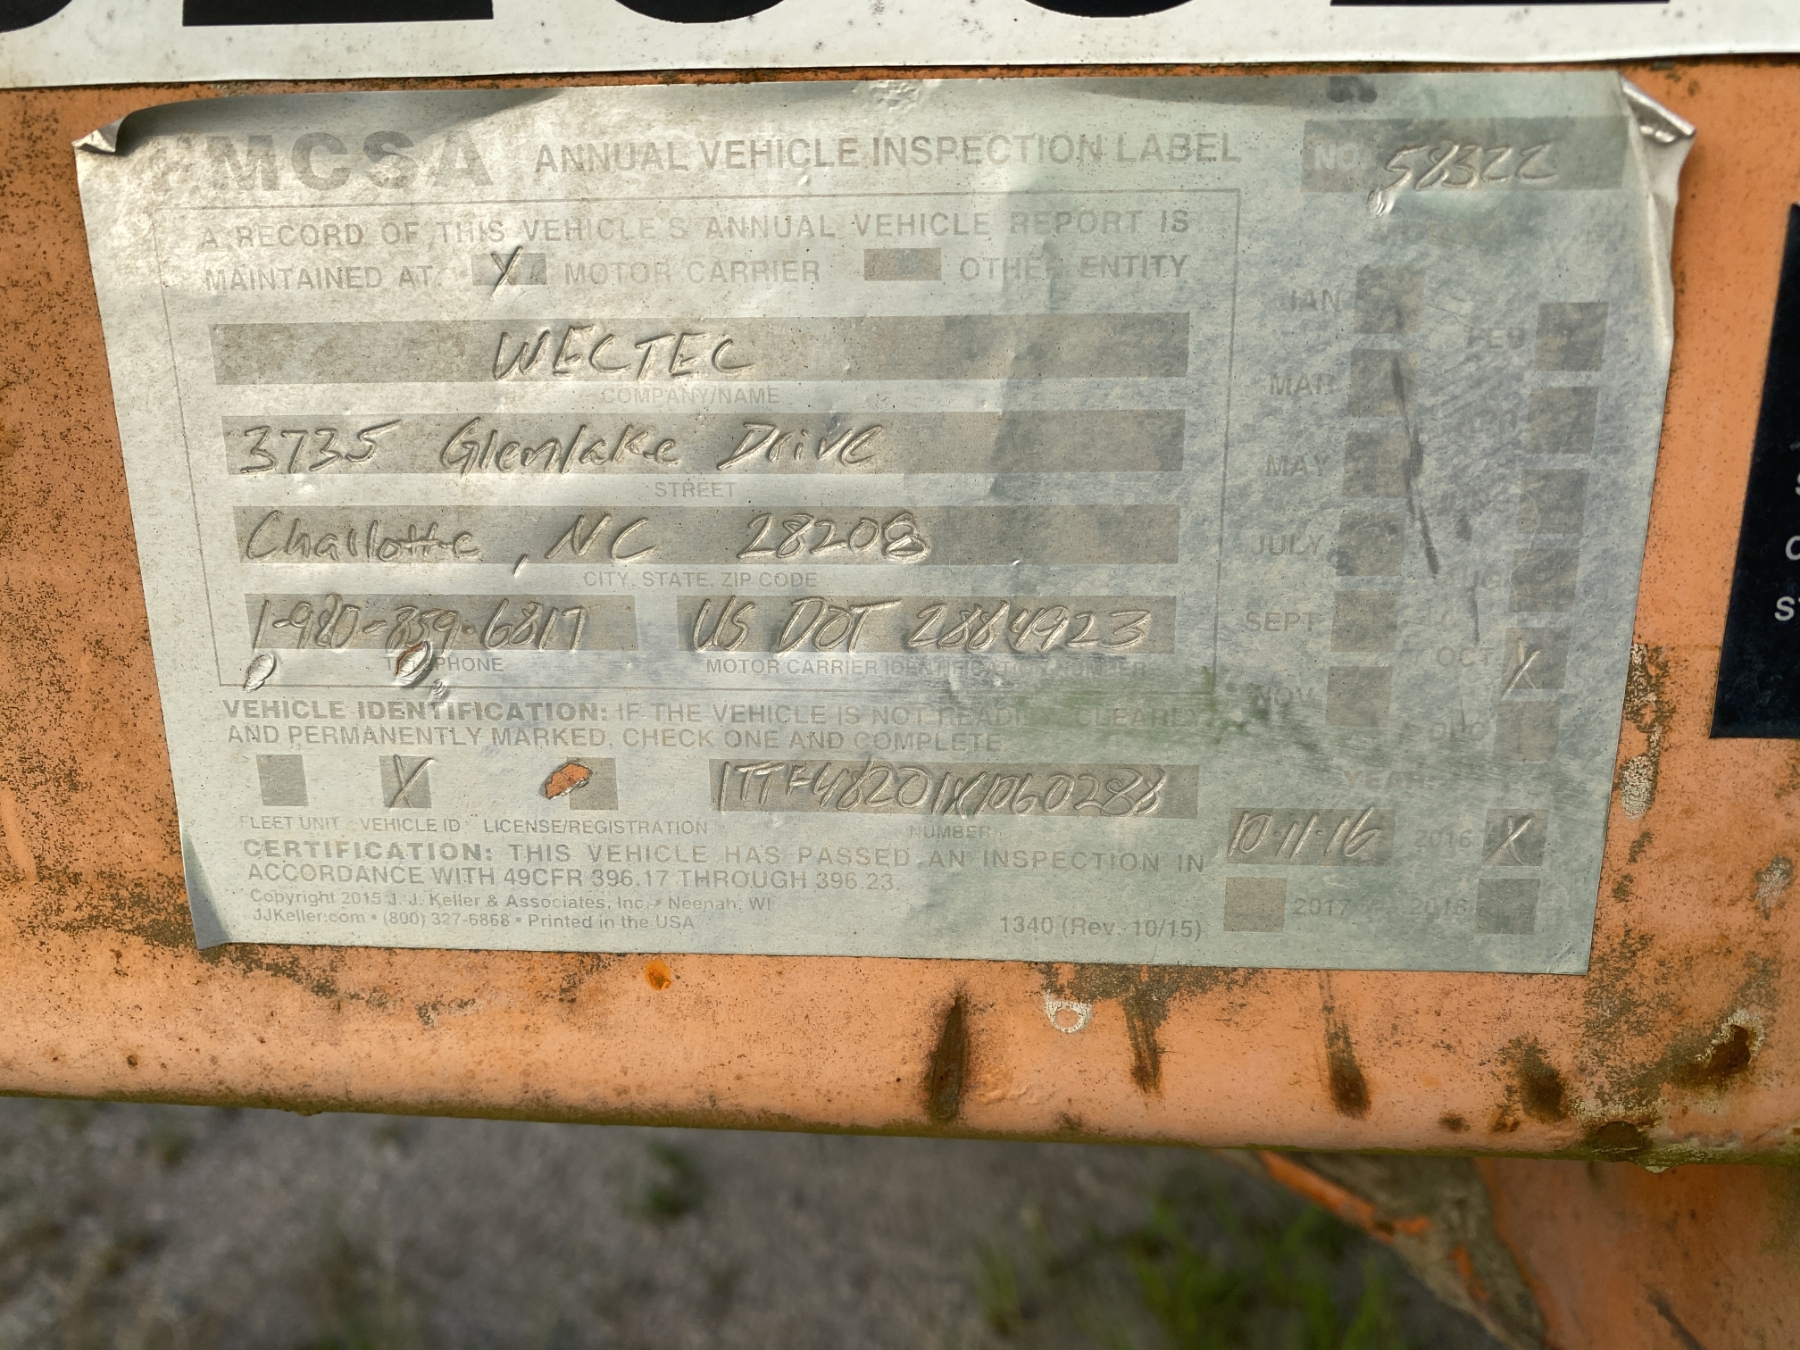 FMCSA ANNUAL VEHICLE INSPECTION LABEL NO. 58322
A RECORD OF THIS VEHICLE'S ANNUAL VEHICLE REPORT IS
MAINTAINED AT: X MOTOR CARRIER OTHER ENTITY
WECTEC
COMPANY/NAME
3735 Glenlake Drive
STREET
Charlotte, NC 28208
CITY, STATE, ZIP CODE
1-980-859-6817 US DOT 2884923
TELEPHONE MOTOR CARRIER IDENTIFICATION NUMBER
VEHICLE IDENTIFICATION: IF THE VEHICLE IS NOT READILY, CLEARLY
AND PERMANENTLY MARKED, CHECK ONE AND COMPLETE.
X 1TTF48201X1060288
FLEET UNIT VEHICLE ID LICENSE/REGISTRATION NUMBER
CERTIFICATION: THIS VEHICLE HAS PASSED AN INSPECTION IN
ACCORDANCE WITH 49CFR 396.17 THROUGH 396.23.
Copyright 2015 J. J. Keller & Associates, Inc. • Neenah, WI
JJKeller.com • (800) 327-6868 • Printed in the USA 1340 (Rev. 10/15)
JAN
FEB
MAR
MAY
JULY
AUG
SEPT
OCT X
NOV
DEC
YEAR
10-11-16 2016 X
2017 2018